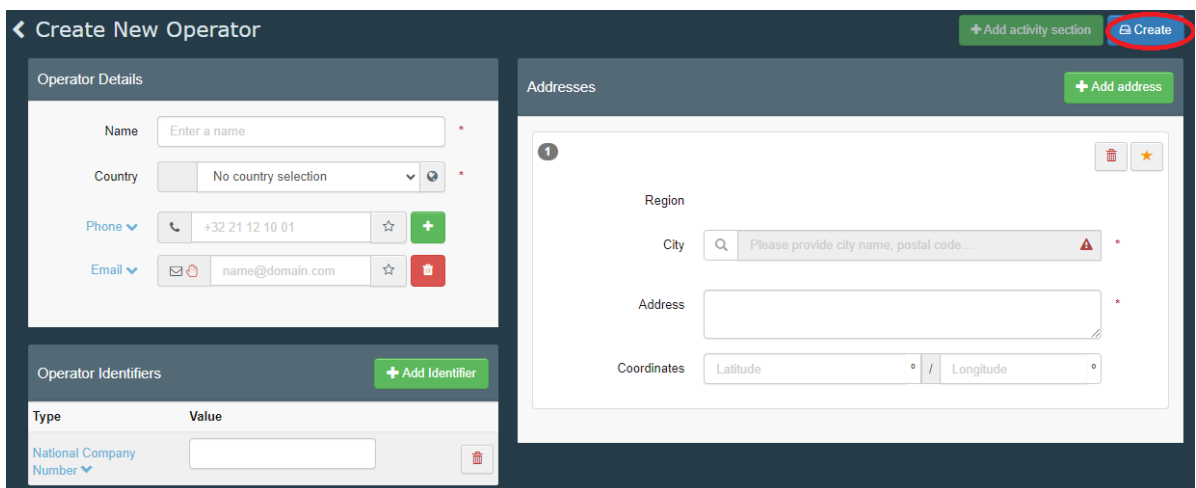 Create New Operator
Add activity section
Create
Operator Details
Name
Enter a name
*
Country
No country selection
*
Phone
+32 21 12 10 01
Email
name@domain.com
Operator Identifiers
Add Identifier
Type
Value
National Company
Number
Addresses
Add address
1
Region
City
Please provide city name, postal code...
*
Address
*
Coordinates
Latitude
º
/
Longitude
º